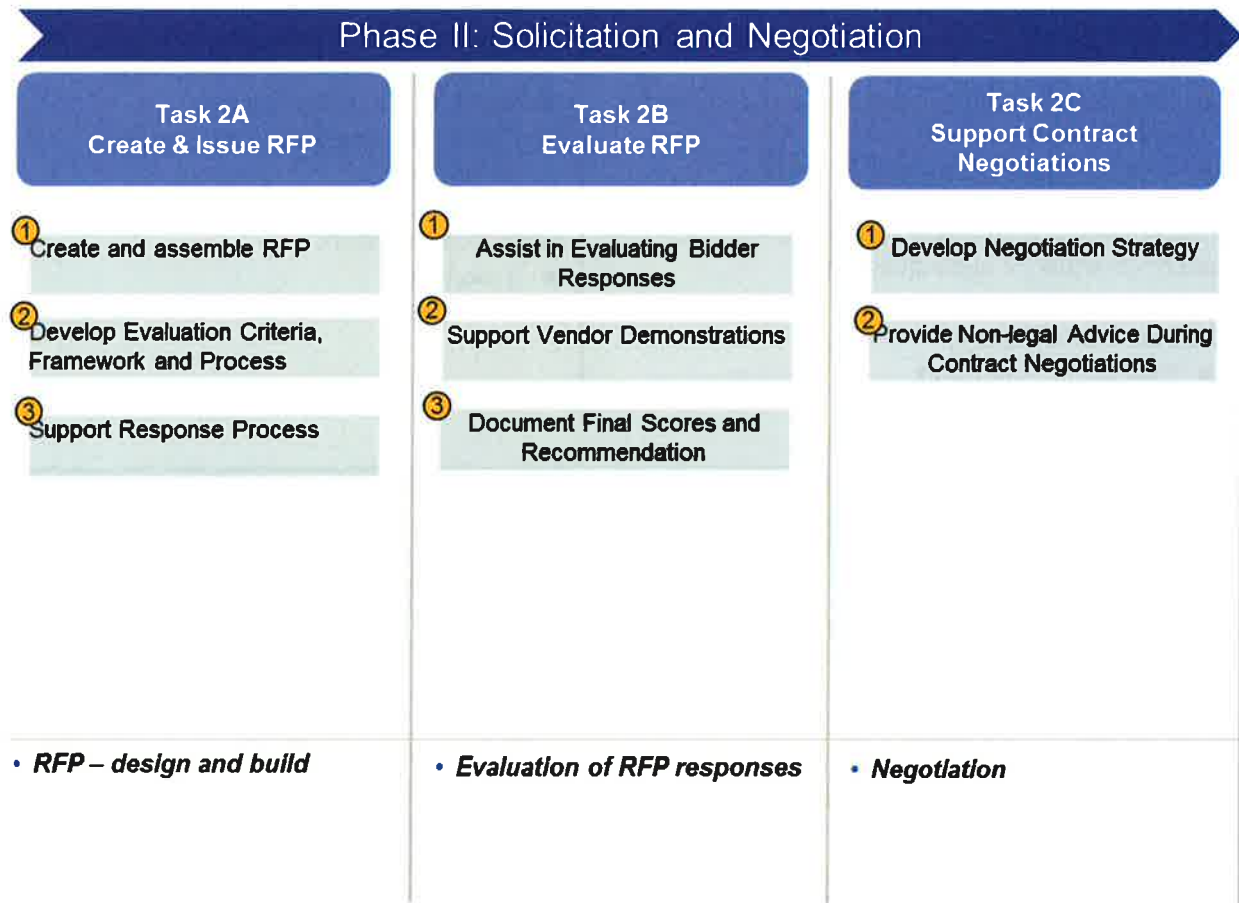 Phase II: Solicitation and Negotiation
Task 2A
Create & Issue RFP
1
Create and assemble RFP
2
Develop Evaluation Criteria,
Framework and Process
3
Support Response Process
• RFP – design and build
Task 2B
Evaluate RFP
1
Assist in Evaluating Bidder
Responses
2
Support Vendor Demonstrations
3
Document Final Scores and
Recommendation
• Evaluation of RFP responses
Task 2C
Support Contract
Negotiations
1
Develop Negotiation Strategy
2
Provide Non-legal Advice During
Contract Negotiations
• Negotiation